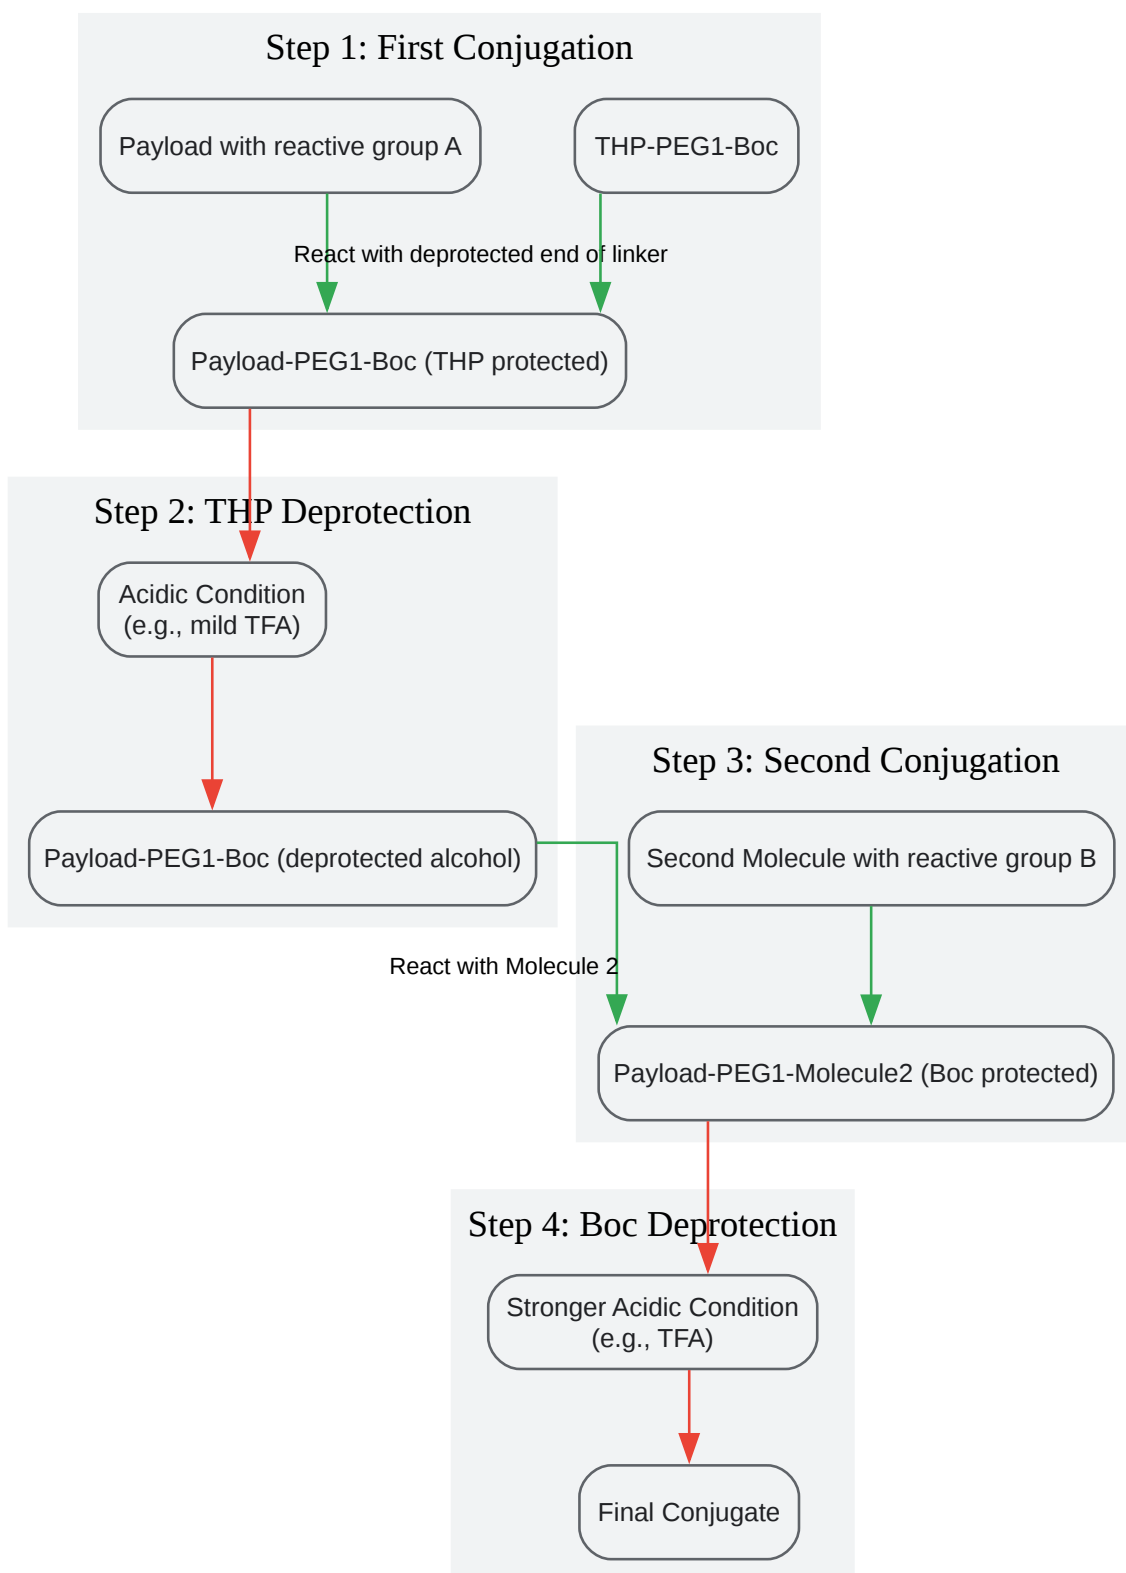 Step 1: First Conjugation
Payload with reactive group A
THP-PEG1-Boc
React with deprotected end of linker
Payload-PEG1-Boc (THP protected)
Step 2: THP Deprotection
Acidic Condition
(e.g., mild TFA)
Payload-PEG1-Boc (deprotected alcohol)
Step 3: Second Conjugation
Second Molecule with reactive group B
React with Molecule 2
Payload-PEG1-Molecule2 (Boc protected)
Step 4: Boc Deprotection
Stronger Acidic Condition
(e.g., TFA)
Final Conjugate